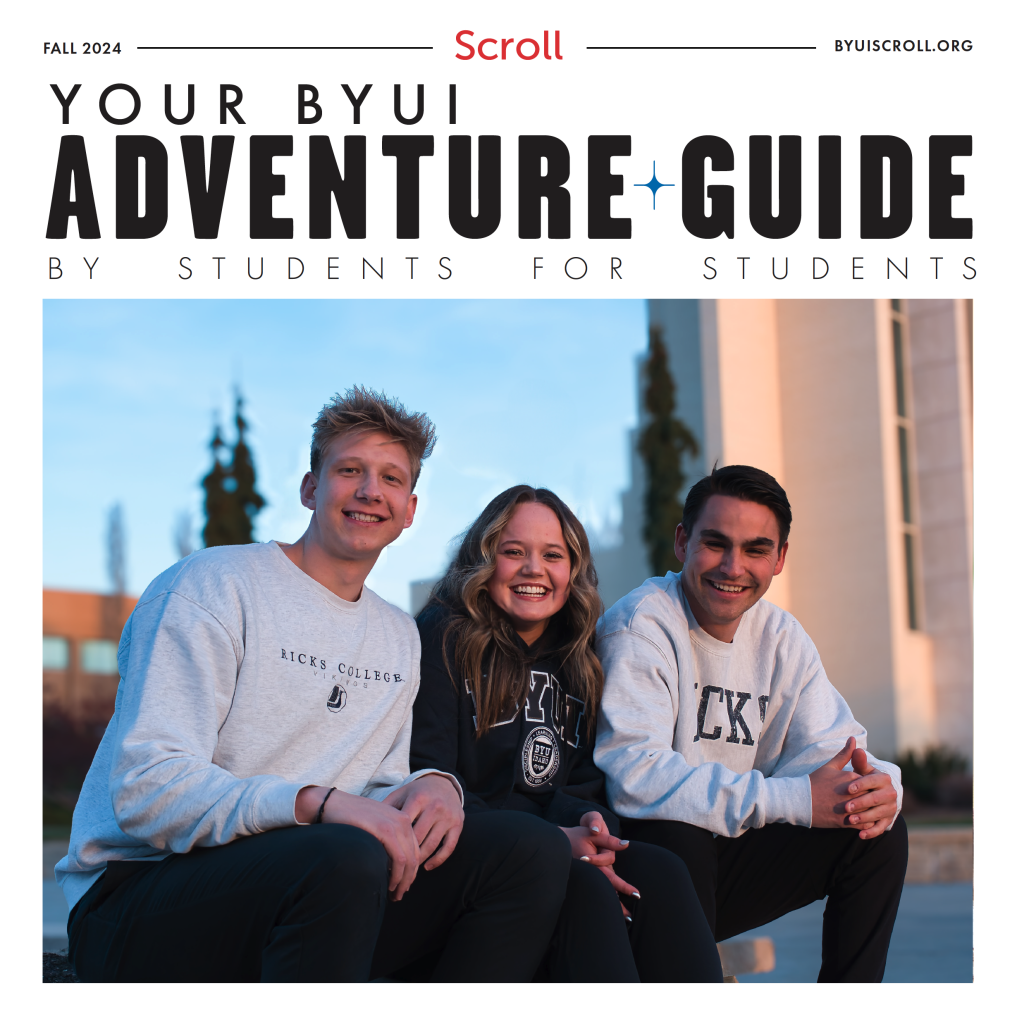 FALL 2024 Scroll BYUISCROLL.ORG
YOUR BYUI
ADVENTURE GUIDE
BY STUDENTS FOR STUDENTS
RICKS COLLEGE
VIKINGS
BYUI
BYU
IDAHO
ICKS